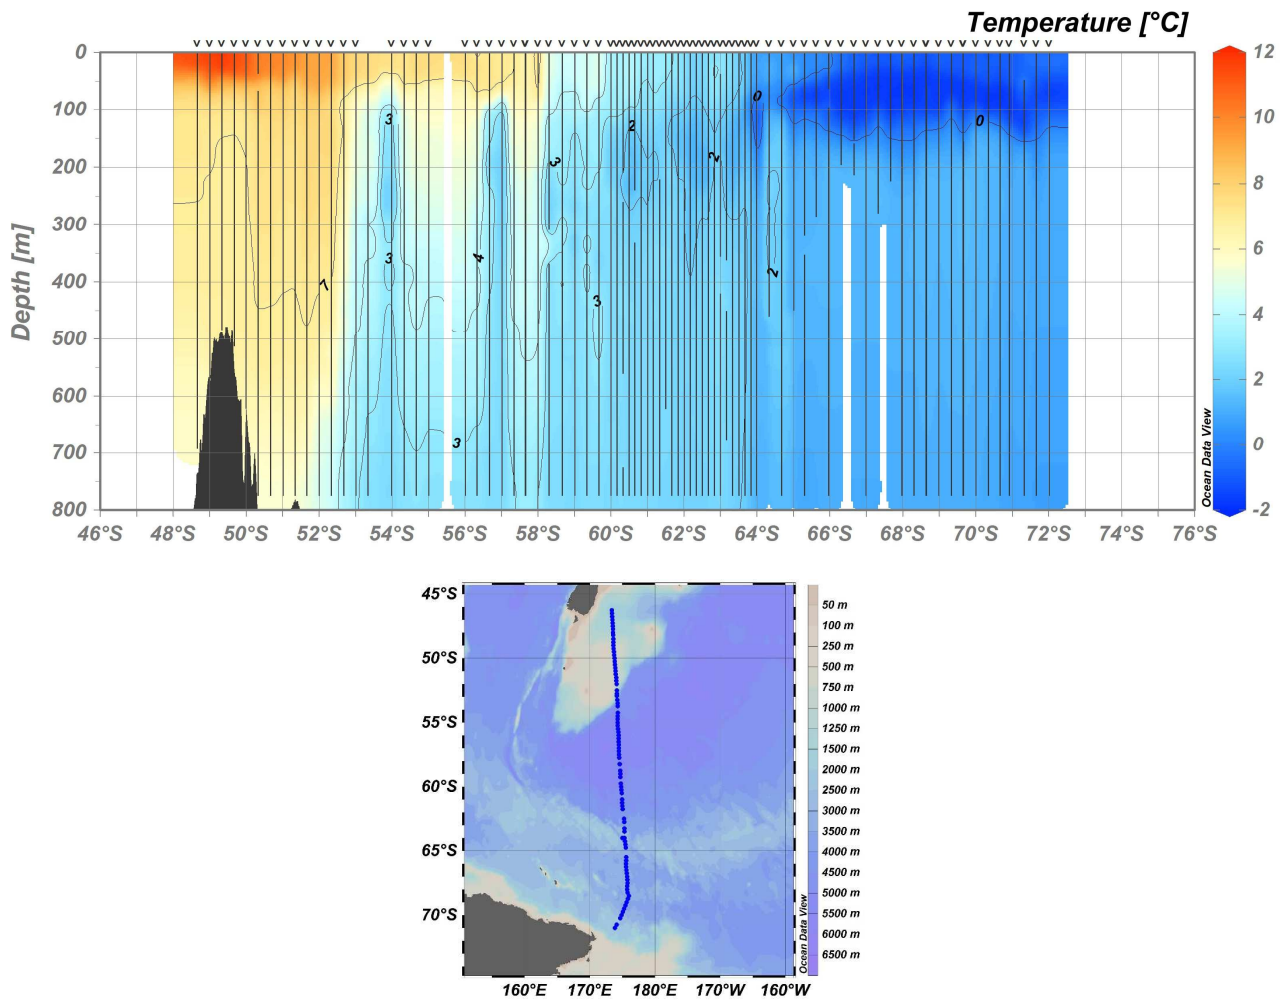 Temperature [°C]
v v v v v v v v v v v v v v v v v v v v v v v v v v v v v v v v v v v v v v v v v v v v v v v v v v v v v v v v v v v v v v v v v
0
100
200
300
400
500
600
700
800
Depth [m]
46°S 48°S 50°S 52°S 54°S 56°S 58°S 60°S 62°S 64°S 66°S 68°S 70°S 72°S 74°S 76°S
3
3
7
4
3
3
3
2
2
2
0
0
12
10
8
6
4
2
0
-2
Ocean Data View
45°S
50°S
55°S
60°S
65°S
70°S
160°E 170°E 180°E 170°W 160°W
50 m
100 m
250 m
500 m
750 m
1000 m
1250 m
1500 m
2000 m
2500 m
3000 m
3500 m
4000 m
4500 m
5000 m
5500 m
6000 m
6500 m
Ocean Data View